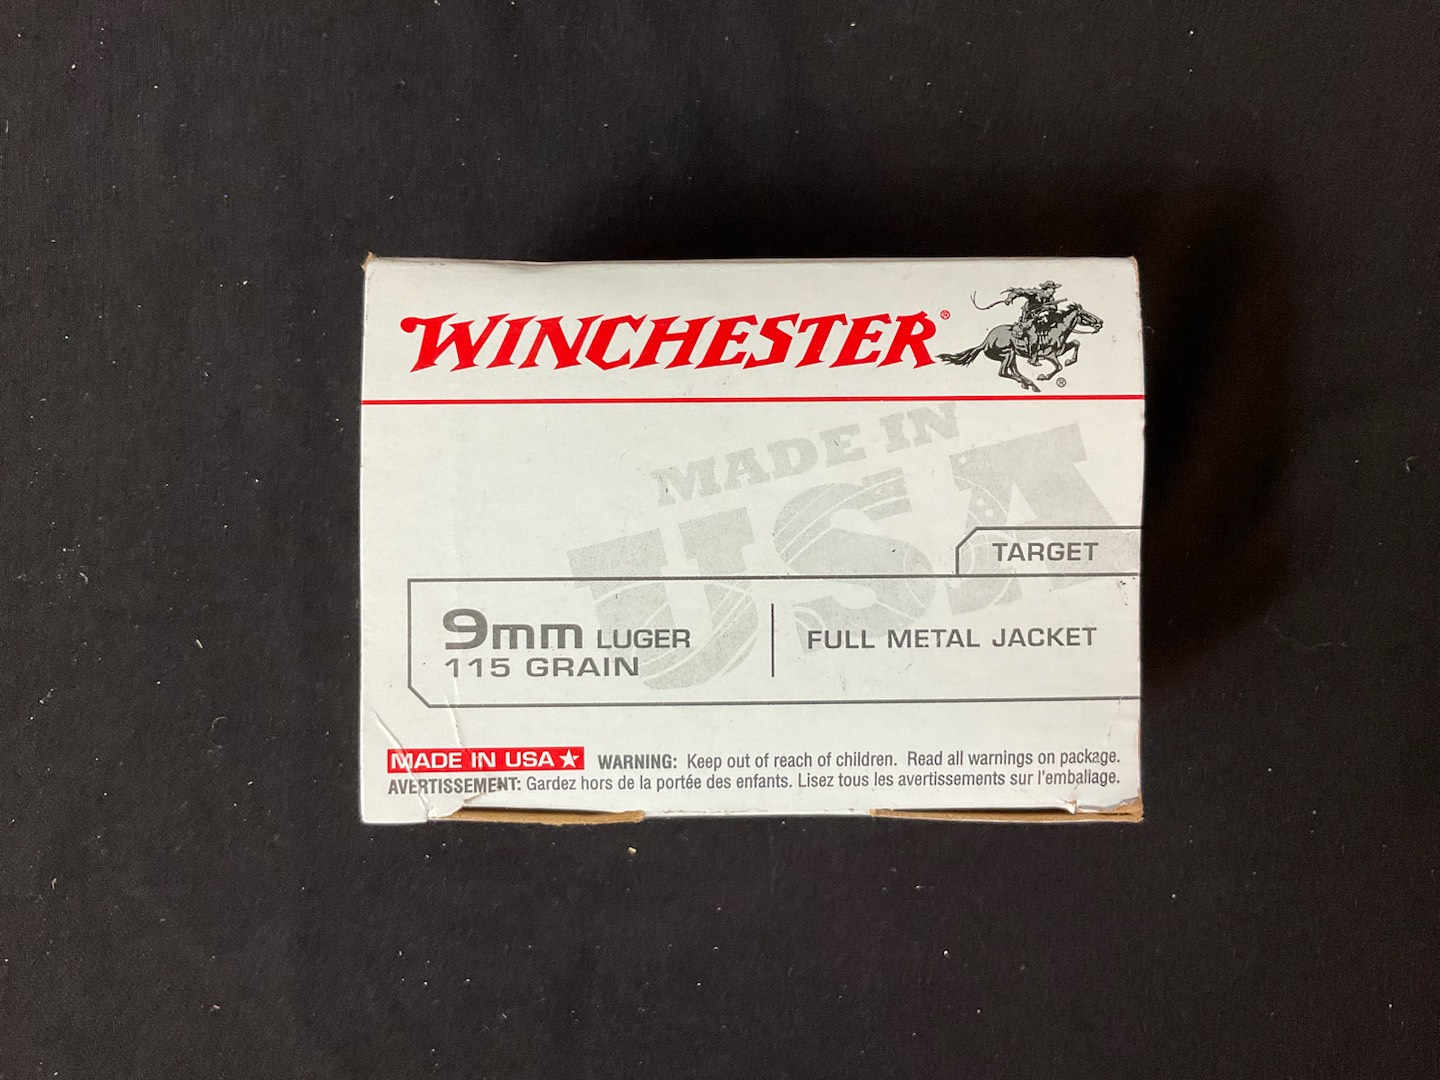 WINCHESTER®
®
MADE IN
USA
TARGET
9mm LUGER
115 GRAIN
FULL METAL JACKET
MADE IN USA ★ WARNING: Keep out of reach of children. Read all warnings on package.
AVERTISSEMENT: Gardez hors de la portée des enfants. Lisez tous les avertissements sur l'emballage.